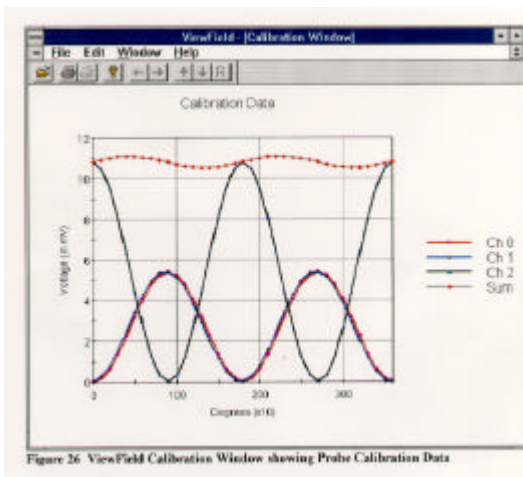 ViewField - [Calibration Window]
File Edit Window Help
R
Calibration Data
12
10
8
6
4
2
0
Voltage (in mV)
0 100 200 300
Degrees (x10)
Ch 0
Ch 1
Ch 2
Sum
Figure 26 ViewField Calibration Window showing Probe Calibration Data